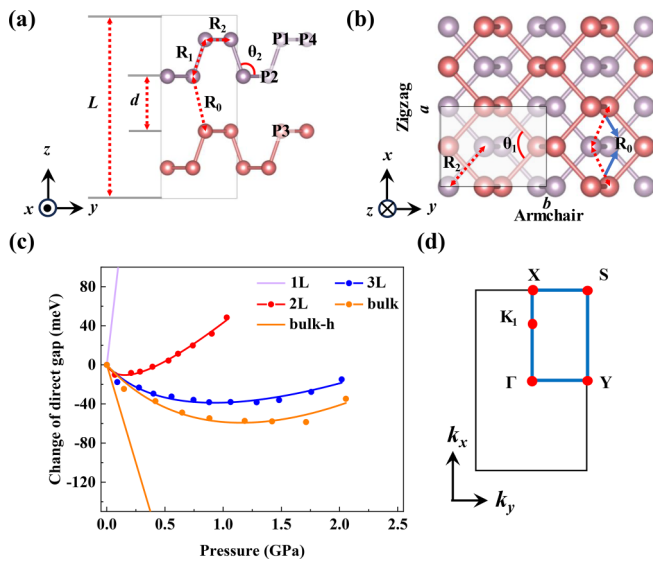 (a)
R₂
P1 P4
R₁
θ₂
P2
L
d
R₀
P3
z
x
y
(b)
Zigzag
a
θ₁
R₀
R₂
x
z
y
b
Armchair
(c)
Change of direct gap (meV)
80
40
0
-40
-80
-120
1L
3L
2L
bulk
bulk-h
0.0 0.5 1.0 1.5 2.0 2.5
Pressure (GPa)
(d)
X
S
K₁
Γ
Y
kₓ
k_y